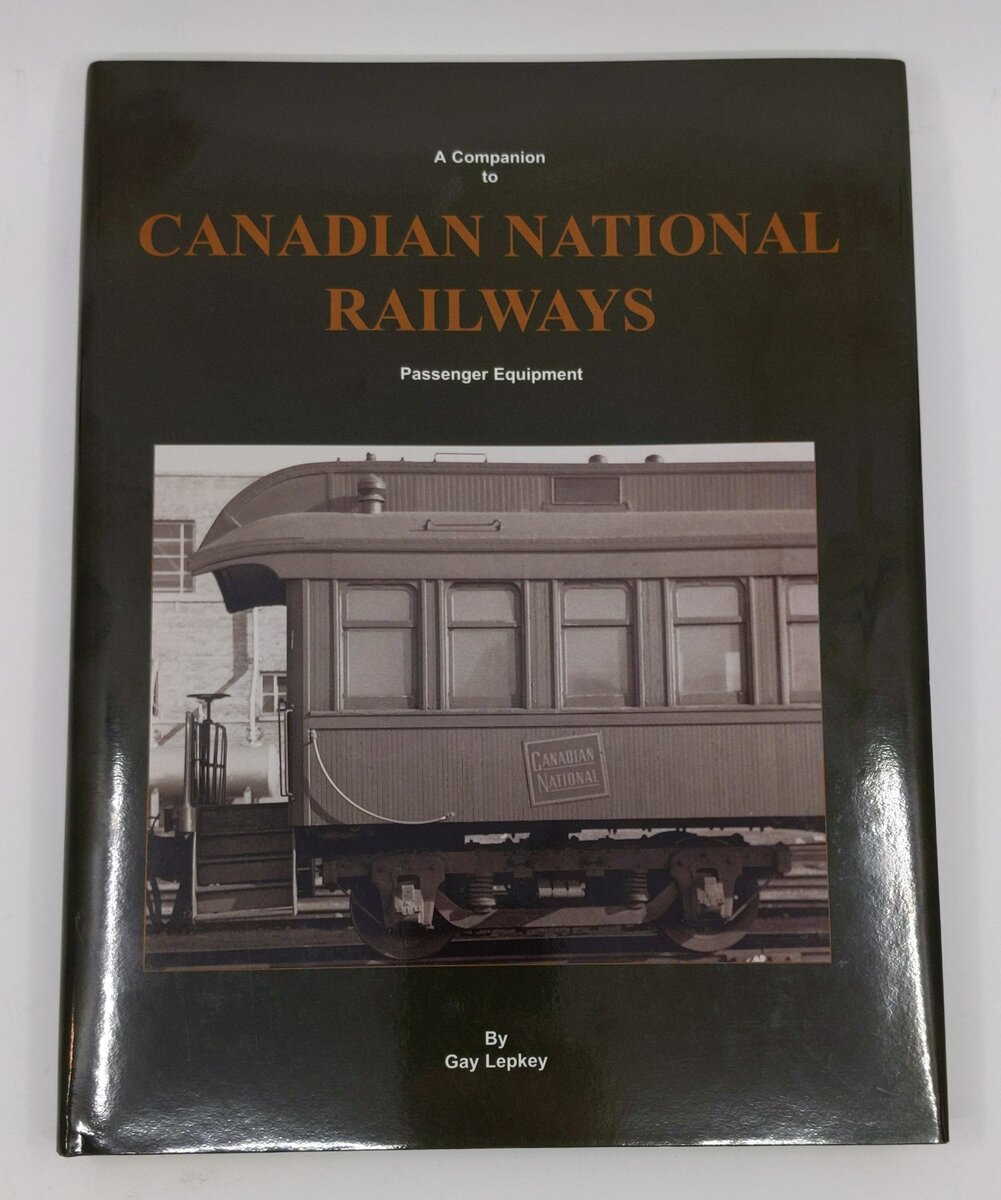 A Companion
to
CANADIAN NATIONAL
RAILWAYS
Passenger Equipment
CANADIAN
NATIONAL
By
Gay Lepkey